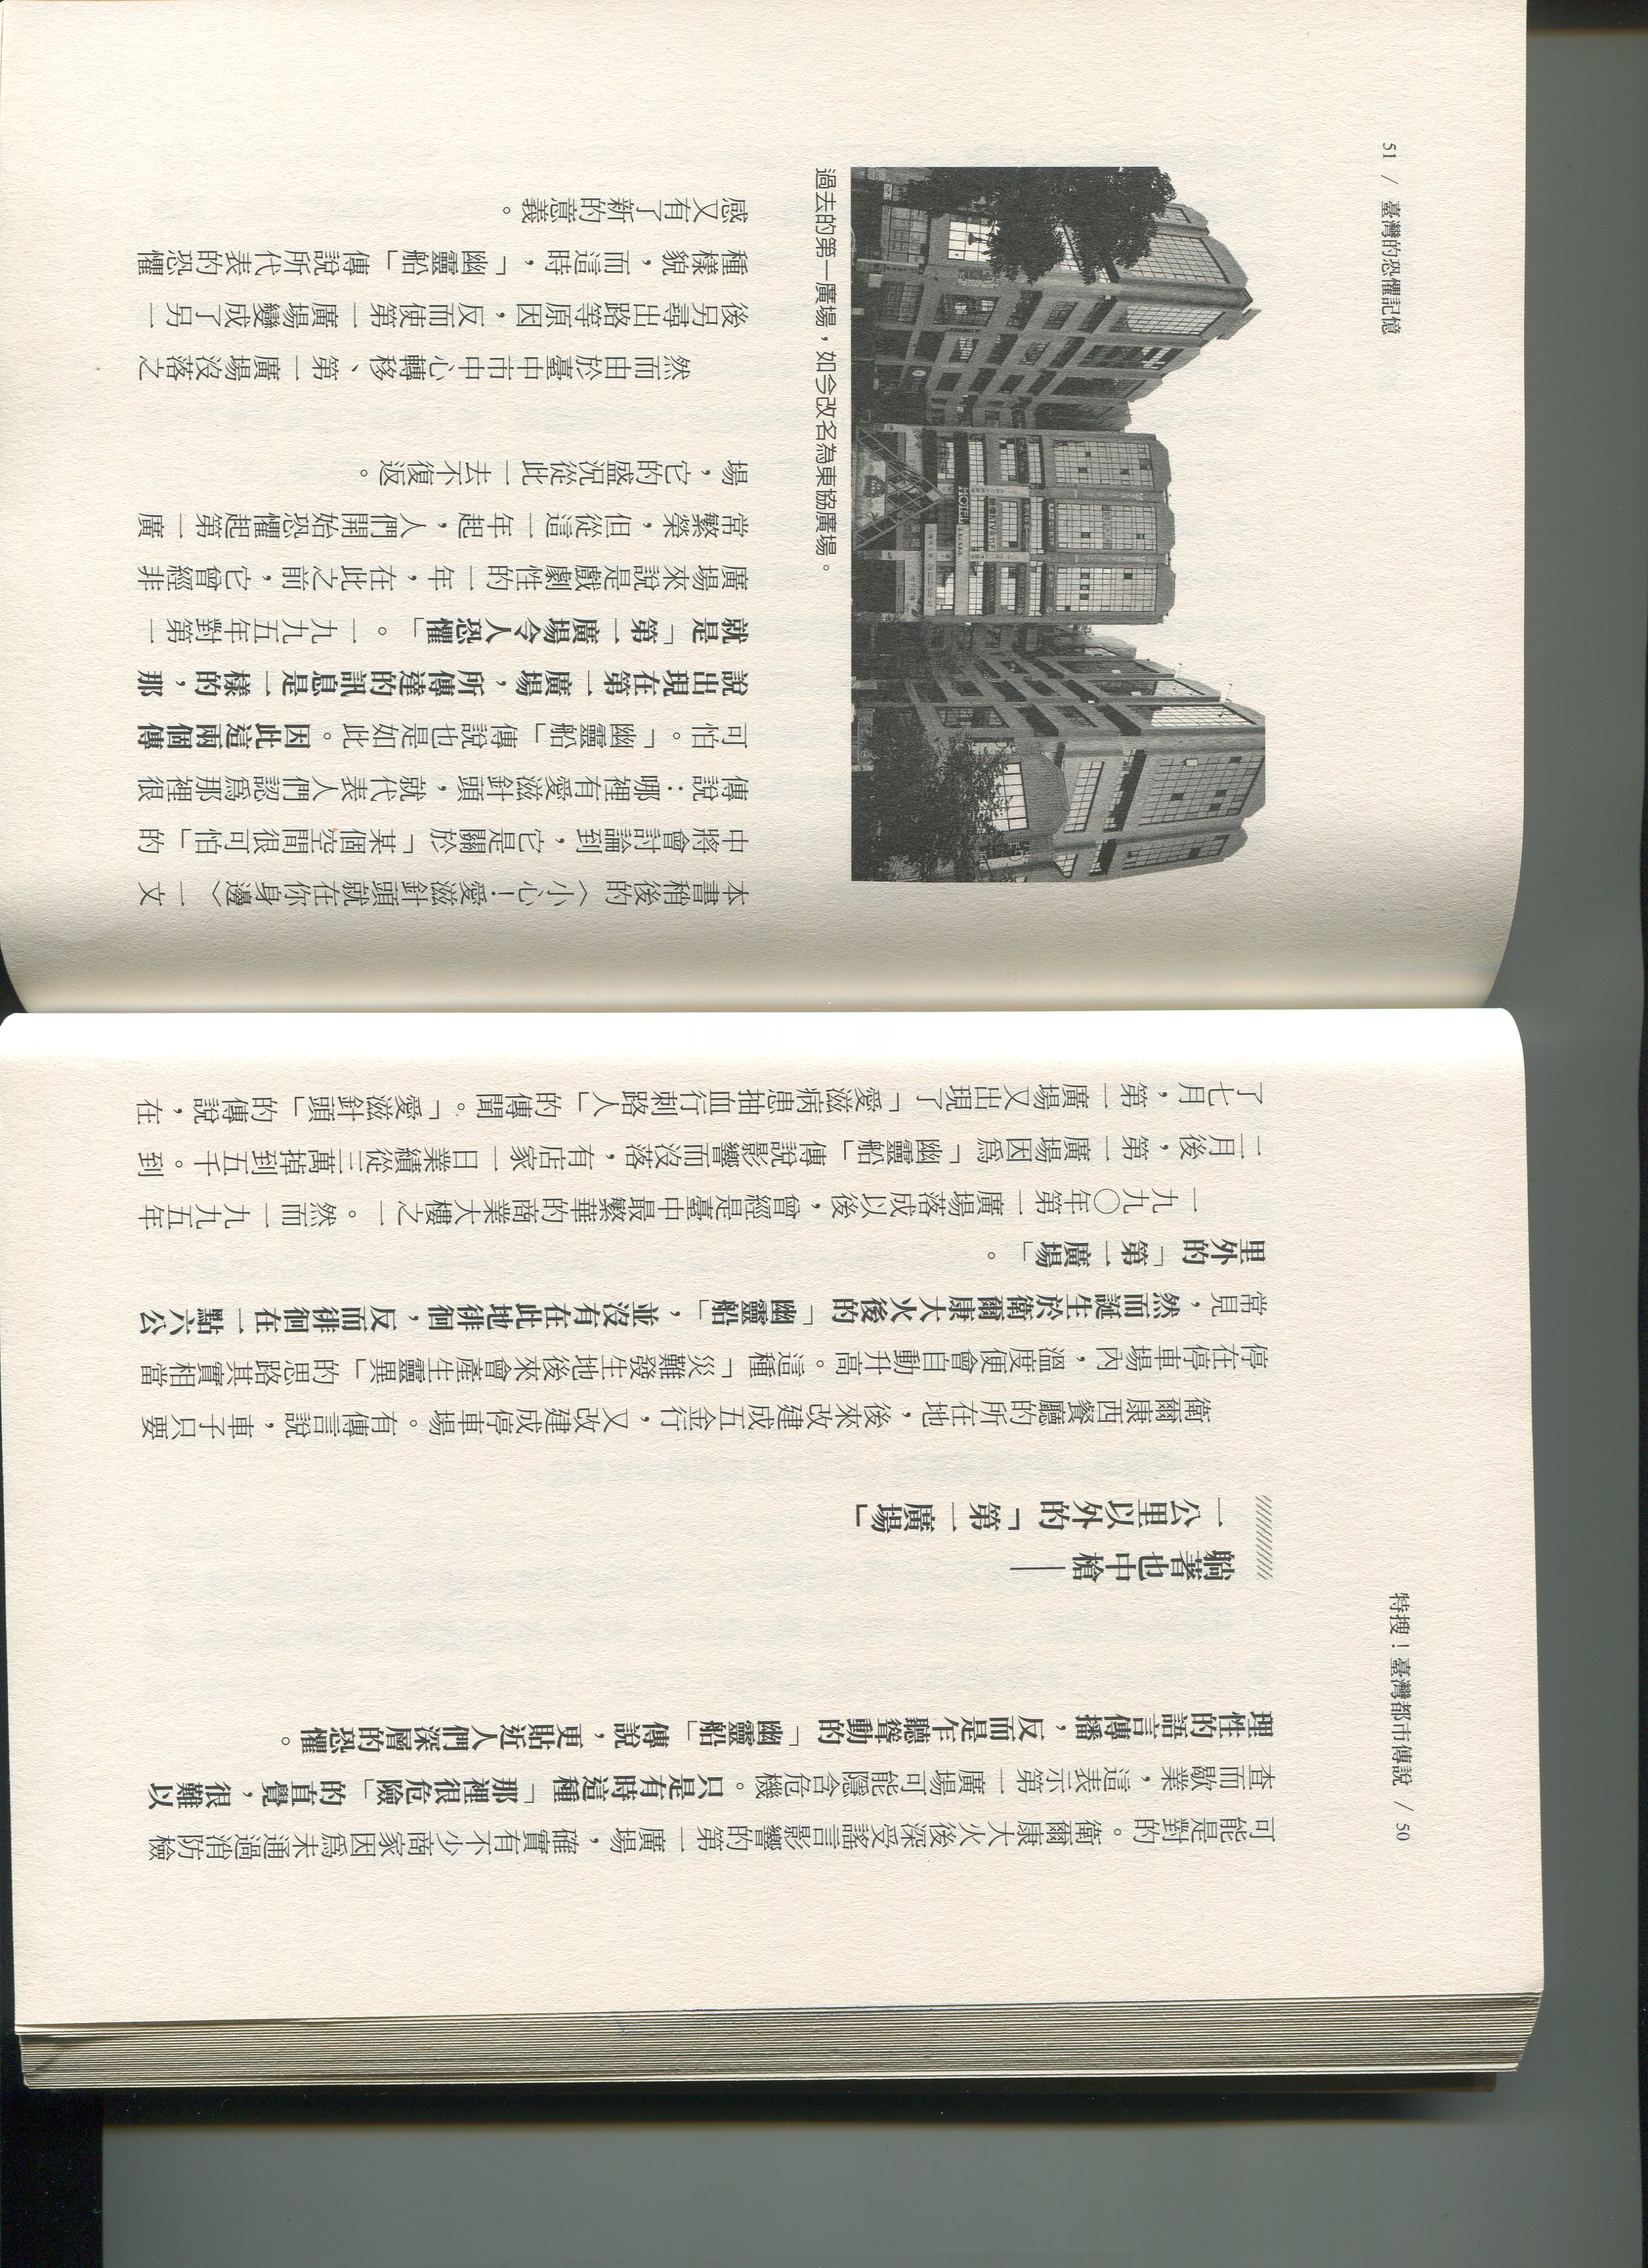 特搜！臺灣都市傳說 / 50
可能是對的。衛爾康大火後深受謠言影響的第一廣場，確實有不少商家因為未通過消防檢
查而歇業，這表示第一廣場可能隱含危機。只是有時這種「那裡很危險」的直覺，很難以
理性的語言傳播，反而是乍聽聳動的「幽靈船」傳說，更貼近人們深層的恐懼。
躺著也中槍——
一公里以外的「第一廣場」
衛爾康西餐廳的所在地，後來改建成五金行，又改建成停車場。有傳言說，車子只要
停在停車場內，溫度便會自動升高。這種「災難發生地後來會產生靈異」的思路其實相當
常見，然而誕生於衛爾康大火後的「幽靈船」，並沒有在此地徘徊，反而徘徊在一點六公
里外的「第一廣場」。
一九九〇年第一廣場落成以後，曾經是臺中最繁華的商業大樓之一。然而一九九五年
二月後，第一廣場因為「幽靈船」傳說影響而沒落，有店家一日業績從三萬掉到五千。到
了七月，第一廣場又出現了「愛滋病患抽血行刺路人」的傳聞。「愛滋針頭」的傳說，在
51 / 臺灣的恐懼記憶
過去的第一廣場，如今改名為東協廣場。
HOTEL
本書稍後的〈小心！愛滋針頭就在你身邊〉一文
中將會討論到，它是關於「某個空間很可怕」的
傳說：哪裡有愛滋針頭，就代表人們認為那裡很
可怕。「幽靈船」傳說也是如此。因此這兩個傳
說出現在第一廣場，所傳達的訊息是一樣的，那
就是「第一廣場令人恐懼」。一九九五年對第一
廣場來說是戲劇性的一年，在此之前，它曾經非
常繁榮，但從這一年起，人們開始恐懼起第一廣
場，它的盛況從此一去不復返。
然而由於臺中市中心轉移、第一廣場沒落之
後另尋出路等原因，反而使第一廣場變成了另一
種樣貌，而這時，「幽靈船」傳說所代表的恐懼
感又有了新的意義。